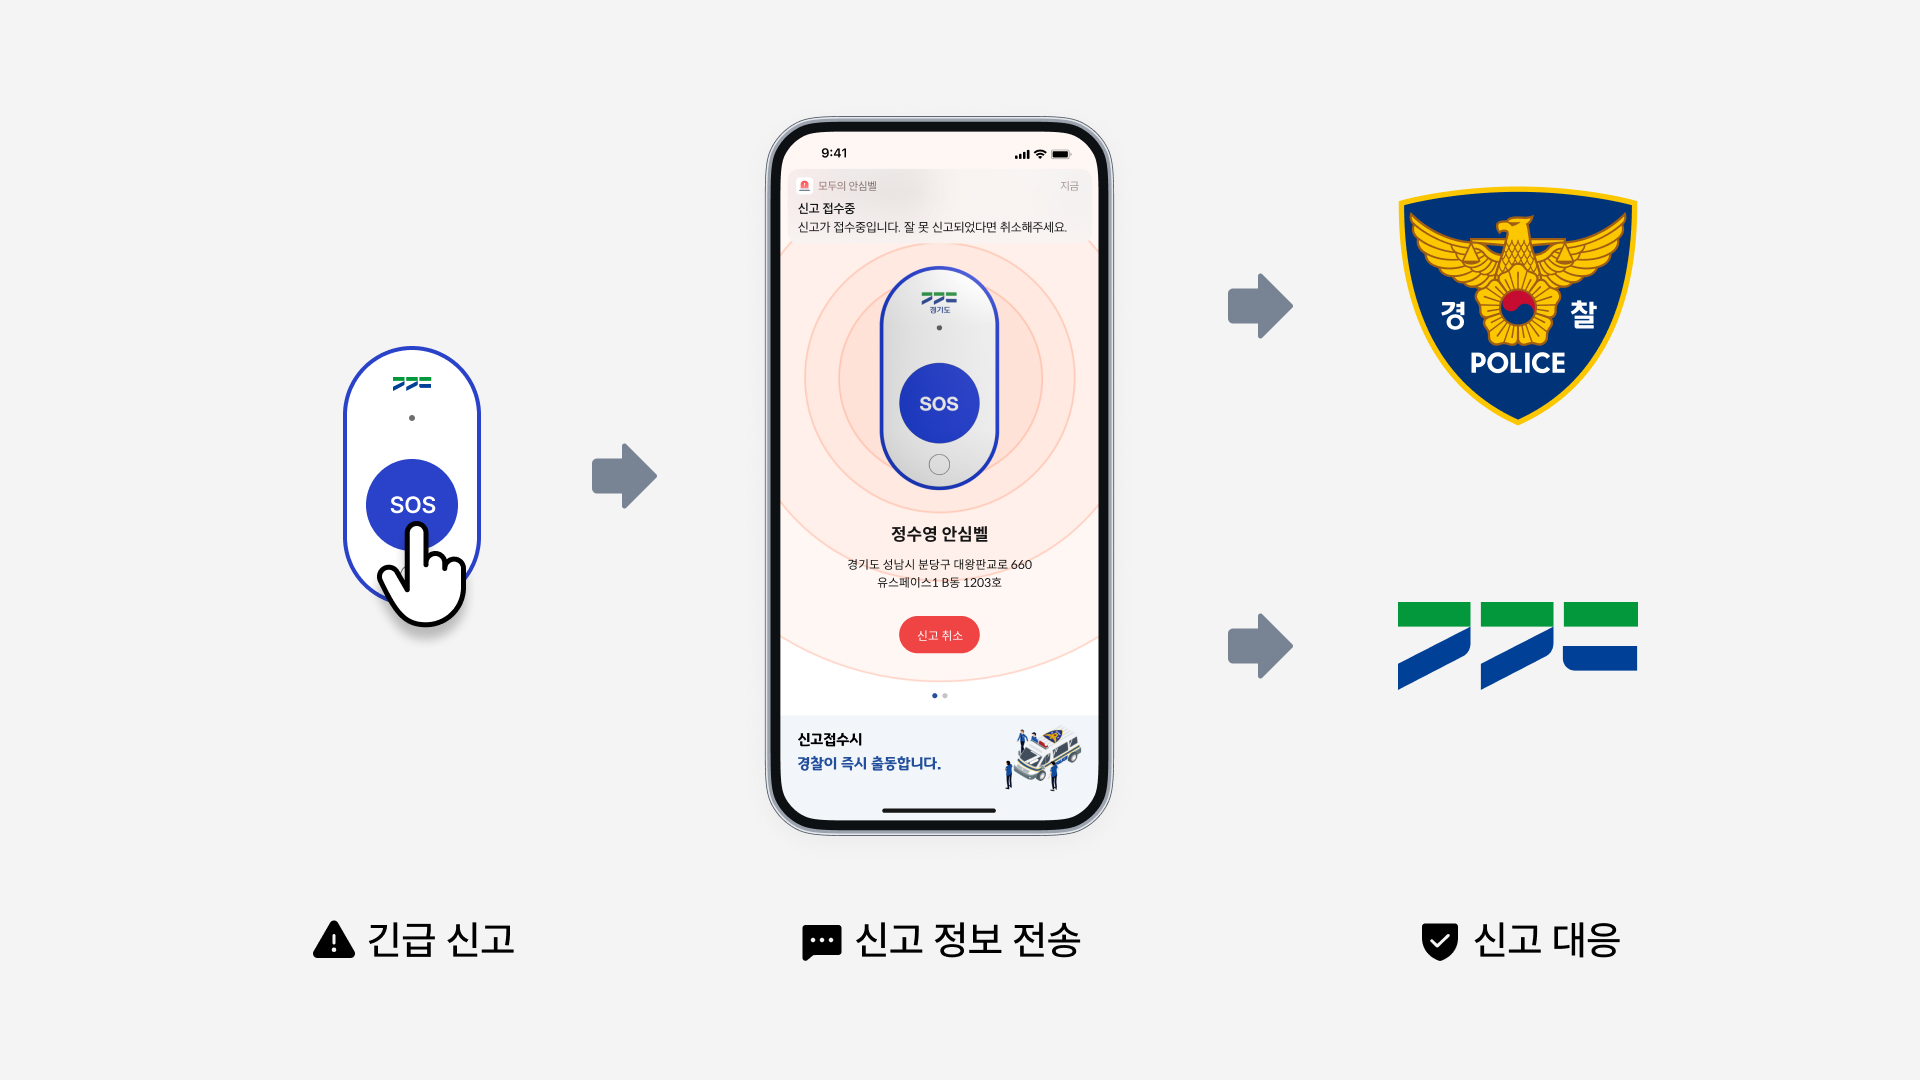 SOS
긴급 신고
9:41
모두의 안심벨
지금
신고 접수중
신고가 접수중입니다. 잘 못 신고되었다면 취소해주세요.
경기도
SOS
정수영 안심벨
경기도 성남시 분당구 대왕판교로 660
유스페이스1 B동 1203호
신고 취소
신고접수시
경찰이 즉시 출동합니다.
신고 정보 전송
경 찰
POLICE
신고 대응